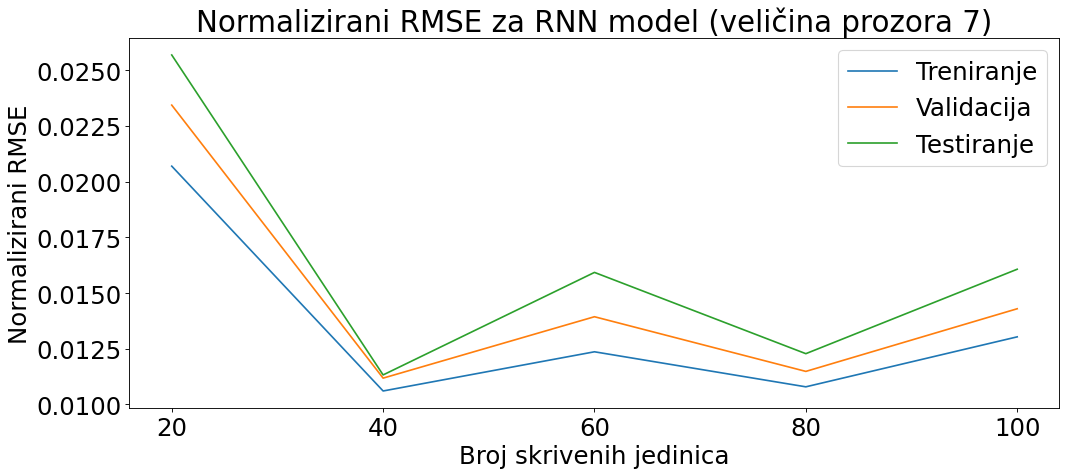 Normalizirani RMSE za RNN model (veličina prozora 7)
Treniranje
Validacija
Testiranje
Normalizirani RMSE
0.0250
0.0225
0.0200
0.0175
0.0150
0.0125
0.0100
20 40 60 80 100
Broj skrivenih jedinica